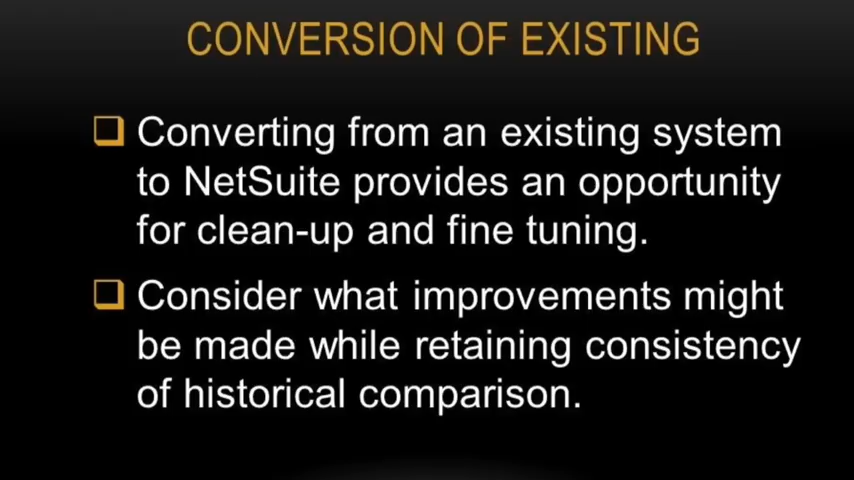 CONVERSION OF EXISTING
Converting from an existing system
to NetSuite provides an opportunity
for clean-up and fine tuning.
Consider what improvements might
be made while retaining consistency
of historical comparison.